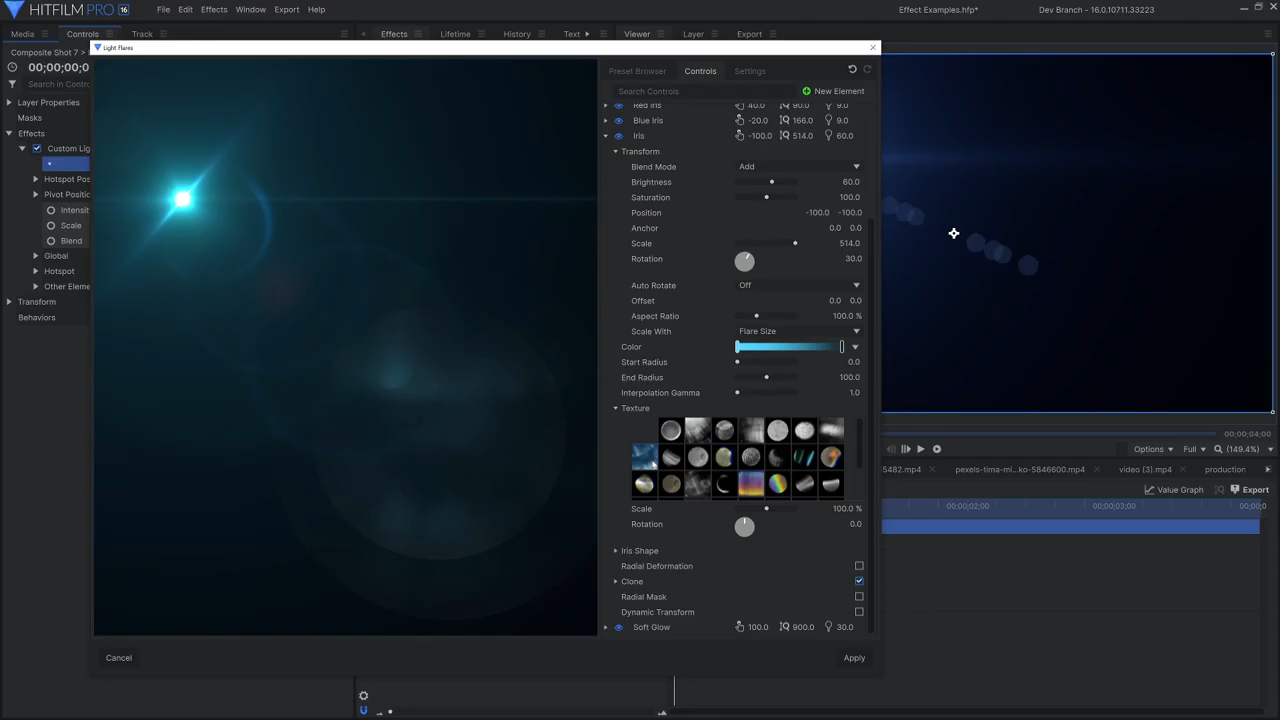 HITFILM PRO 16 File Edit Effects Window Export Help Effect Examples.hfp* Dev Branch - 16.0.10711.33223
Media Controls Track Effects Lifetime History Text Viewer Layer Export
Light Flares
Composite Shot 7 >
00;00;00;0
Search in Contro
Layer Properties
Masks
Effects
Custom Lig
Hotspot Pos
Pivot Position
Intensit
Scale
Blend
Global
Hotspot
Other Eleme
Transform
Behaviors
Preset Browser Controls Settings
Search Controls New Element
Red Iris 40.0 90.0 9.0
Blue Iris -20.0 166.0 9.0
Iris -100.0 514.0 60.0
Transform
Blend Mode Add
Brightness 60.0
Saturation 100.0
Position -100.0 -100.0
Anchor 0.0 0.0
Scale 514.0
Rotation 30.0
Auto Rotate Off
Offset 0.0 0.0
Aspect Ratio 100.0 %
Scale With Flare Size
Color
Start Radius 0.0
End Radius 100.0
Interpolation Gamma 1.0
Texture
Scale 100.0 %
Rotation 0.0
Iris Shape
Radial Deformation
Clone
Radial Mask
Dynamic Transform
Soft Glow 100.0 900.0 30.0
Cancel Apply
00;00;04;00
Options Full (149.4%)
5482.mp4 pexels-tima-mi...ko-5846600.mp4 video (3).mp4 production
Value Graph Export
00;00;02;00 00;00;03;00 00;00;0